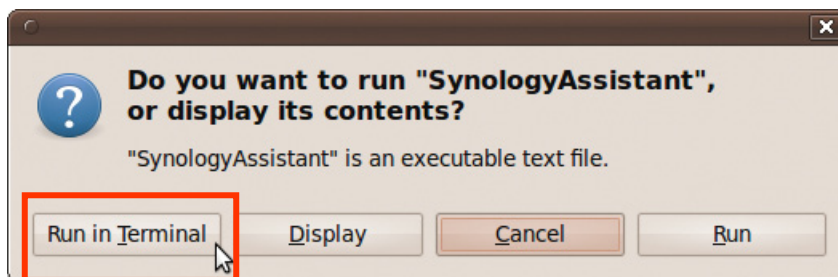 Do you want to run "SynologyAssistant",
or display its contents?
"SynologyAssistant" is an executable text file.
Run in Terminal
Display
Cancel
Run